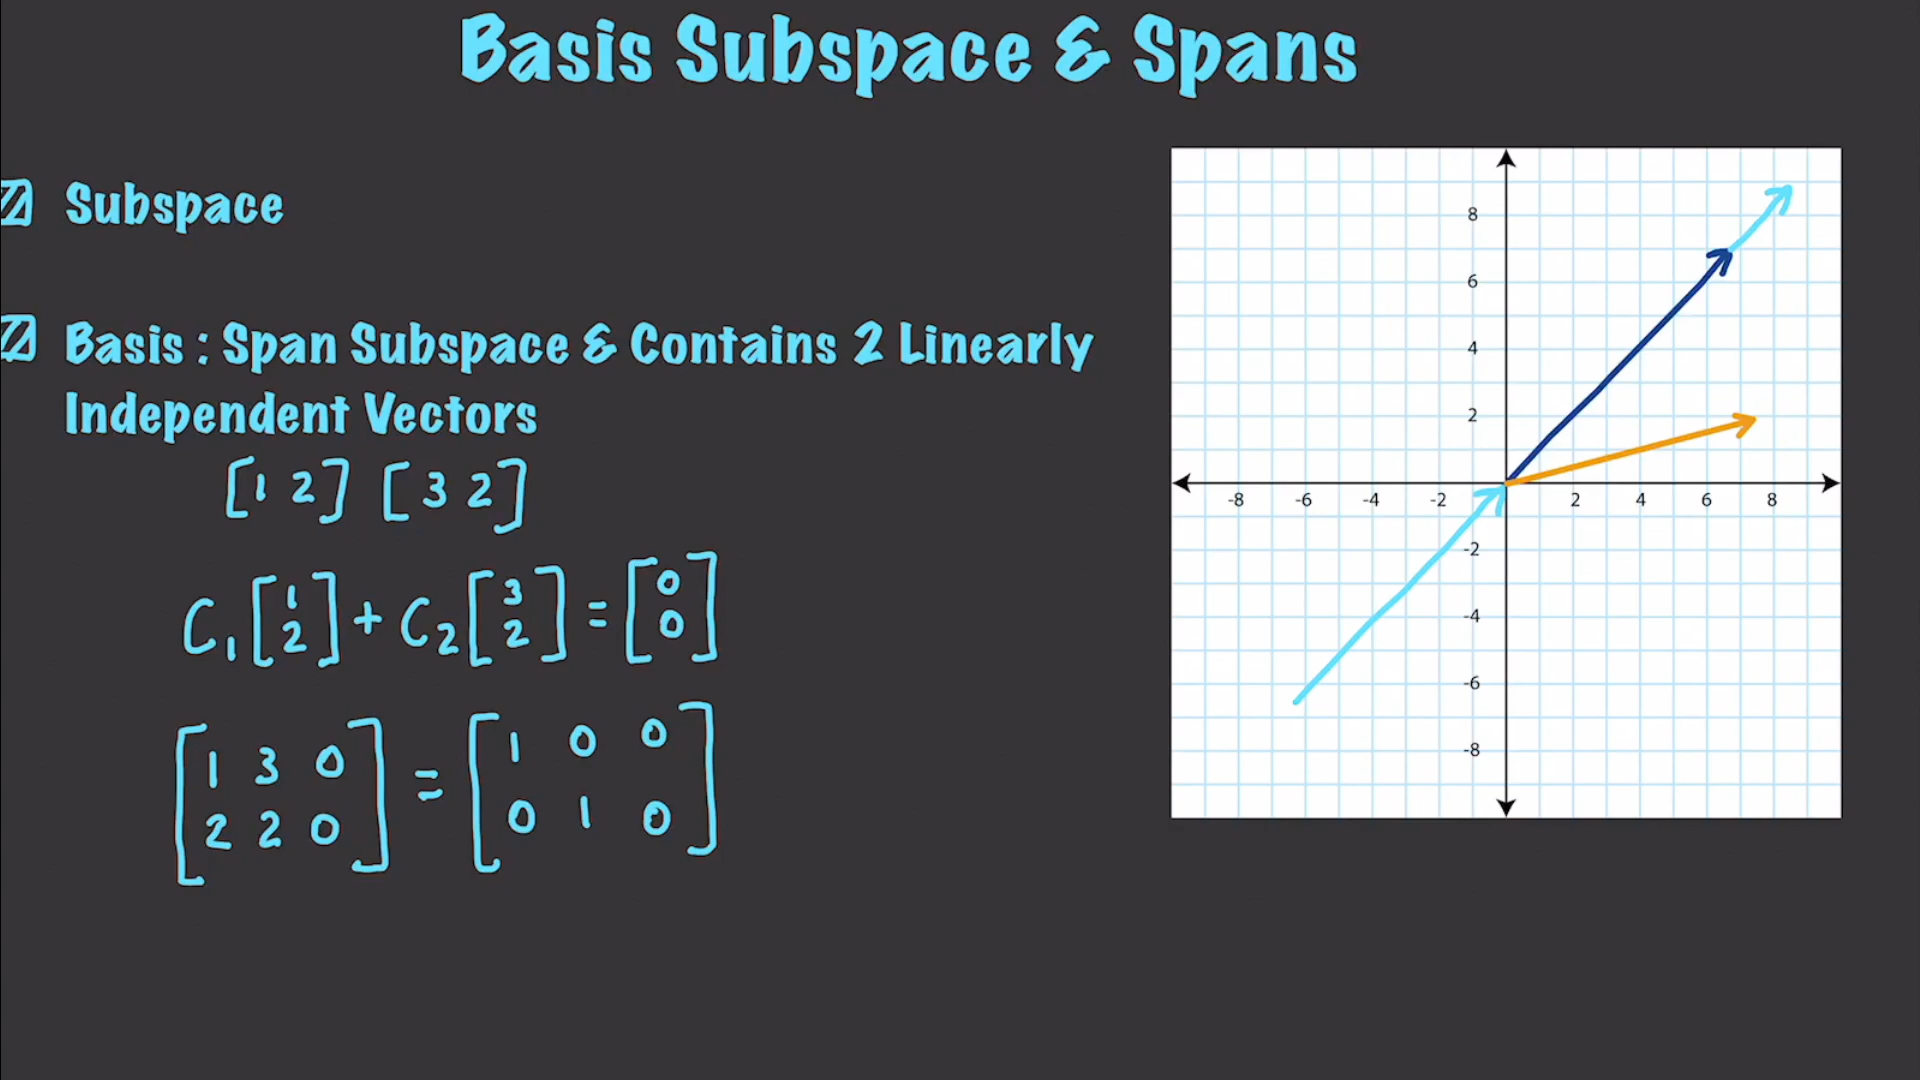 Basis Subspace & Spans
Subspace
Basis : Span Subspace & Contains 2 Linearly
Independent Vectors
[1 2] [3 2]
C₁[1 2] + C₂[3 2] = [0 0]
[1 3 0 = [1 0 0
2 2 0] 0 1 0]
8
6
4
2
-8 -6 -4 -2 2 4 6 8
-2
-4
-6
-8